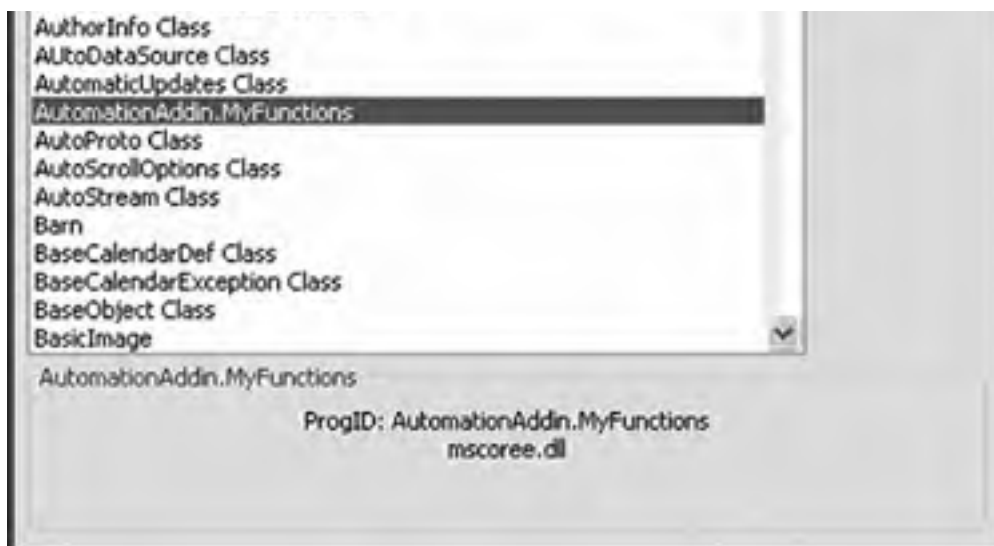 AuthorInfo Class
AUtoDataSource Class
AutomaticUpdates Class
AutomationAddin.MyFunctions
AutoProto Class
AutoScrollOptions Class
AutoStream Class
Barn
BaseCalendarDef Class
BaseCalendarException Class
BaseObject Class
BasicImage
AutomationAddin.MyFunctions
ProgID: AutomationAddin.MyFunctions
mscoree.dll